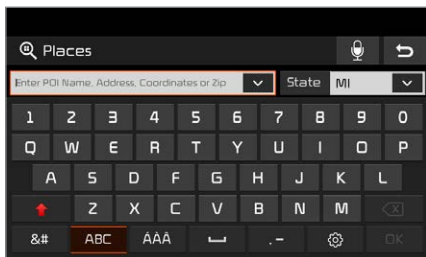 Places
Enter POI Name, Address, Coordinates or Zip State MI
1 2 3 4 5 6 7 8 9 0
Q W E R T Y U I O P
A S D F G H J K L
Z X C V B N M
&# ABC ÁÂÄ . - OK